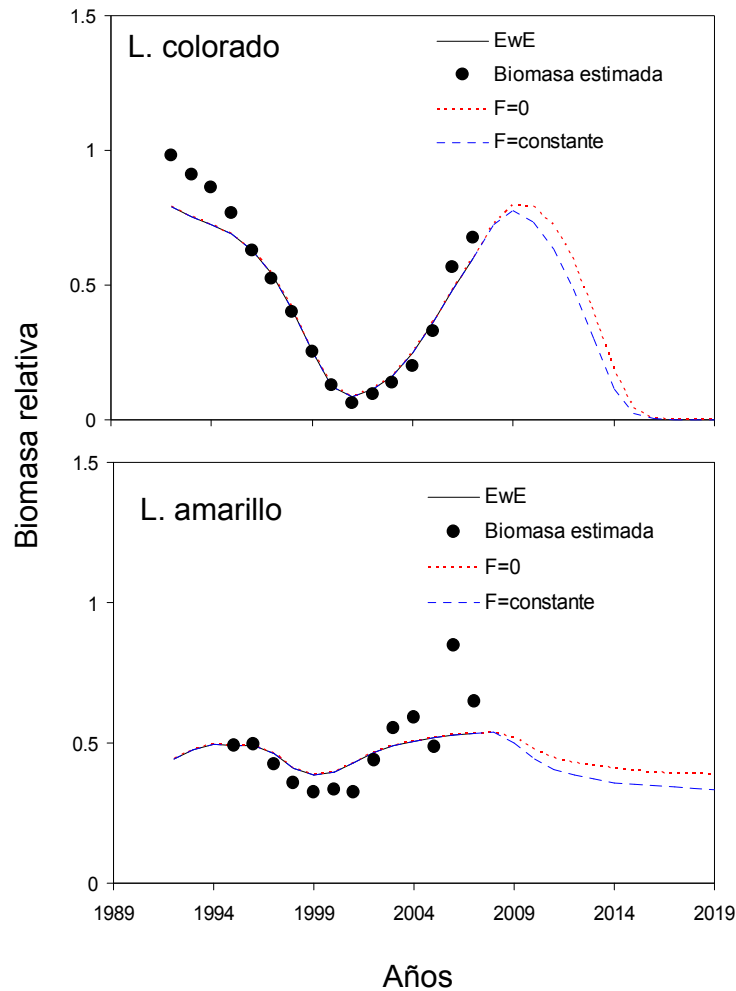 Biomasa relativa
1.5
1
0.5
0
L. colorado
EwE
Biomasa estimada
F=0
F=constante
1.5
1
0.5
0
L. amarillo
EwE
Biomasa estimada
F=0
F=constante
1989 1994 1999 2004 2009 2014 2019
Años